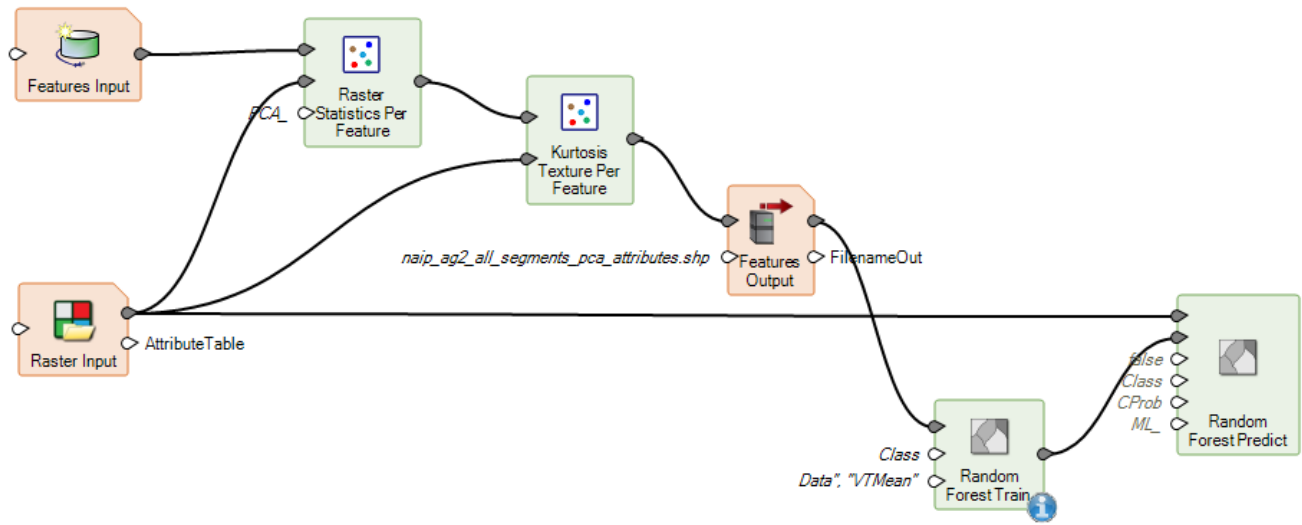 Features Input
PCA_
Raster
Statistics Per
Feature
Kurtosis
Texture Per
Feature
naip_ag2_all_segments_pca_attributes.shp
Features
Output
FilenameOut
Raster Input
AttributeTable
false
Class
CProb
ML_
Random
Forest Predict
Class
Data", "VTMean"
Random
Forest Train